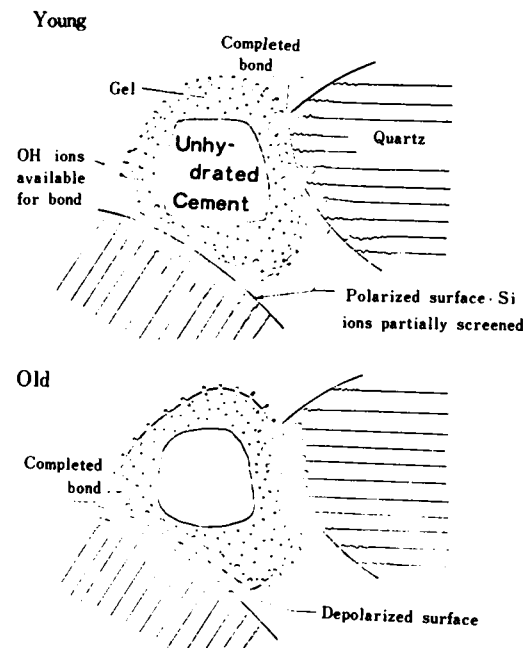 Young
Completed
bond
Gel
Quartz
OH ions
available
for bond
Unhy-
drated
Cement
Polarized surface · Si
ions partially screened
Old
Completed
bond
Depolarized surface